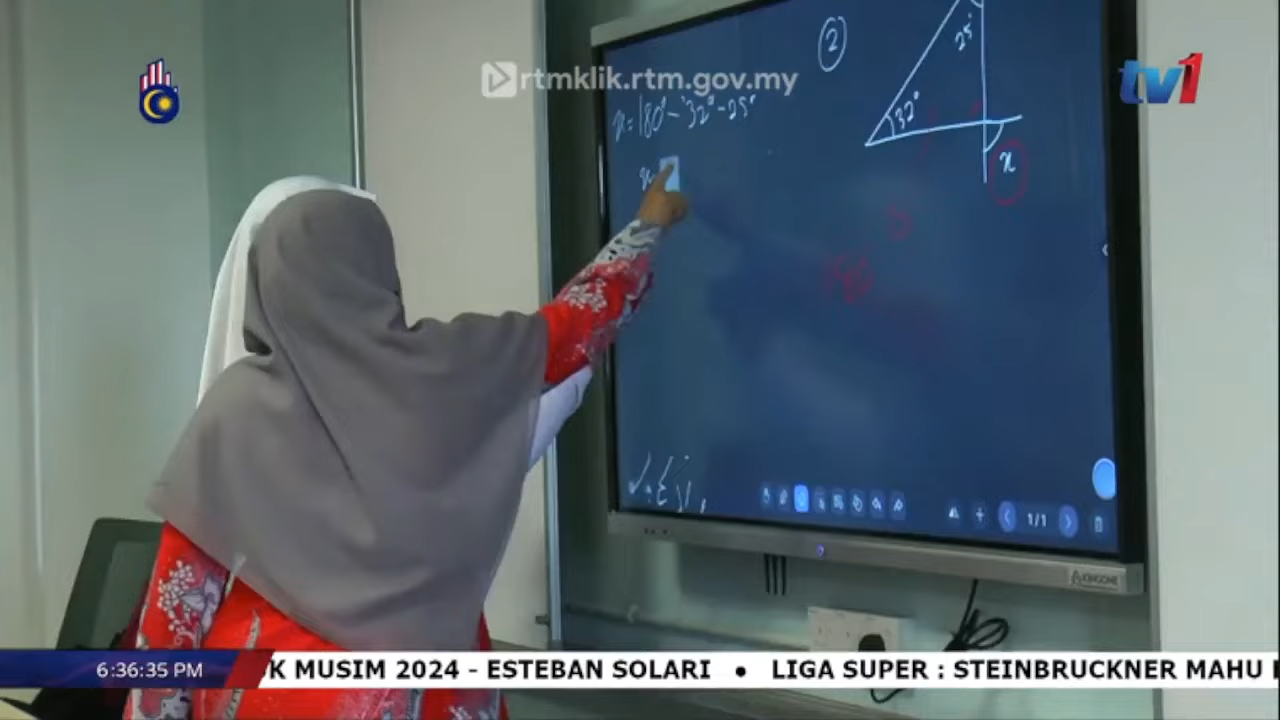 rtmklik.rtm.gov.my
tv1
2
25°
x = 180° - 32° - 25°
32°
x
x
180
1/1
6:36:35 PM
K MUSIM 2024 - ESTEBAN SOLARI • LIGA SUPER : STEINBRUCKNER MAHU